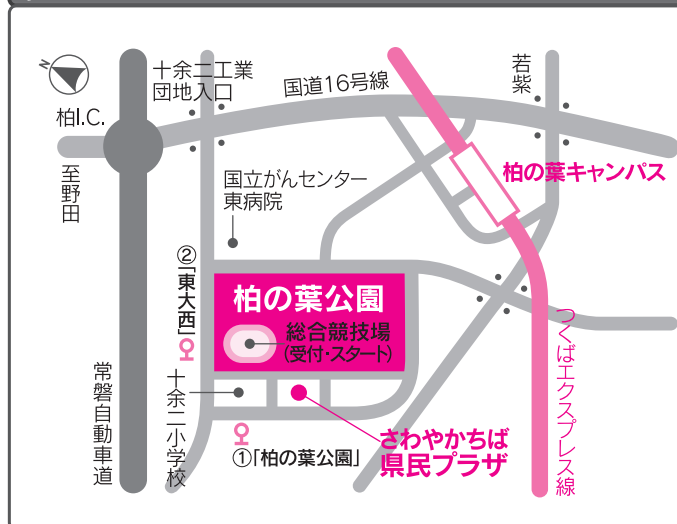 N
十余二工業
団地入口
国道16号線
若紫
柏I.C.
至野田
柏の葉キャンパス
国立がんセンター
東病院
②「東大西」
柏の葉公園
総合競技場
(受付・スタート)
つくばエクスプレス線
常磐自動車道
十余二小学校
①「柏の葉公園」
さわやかちば
県民プラザ